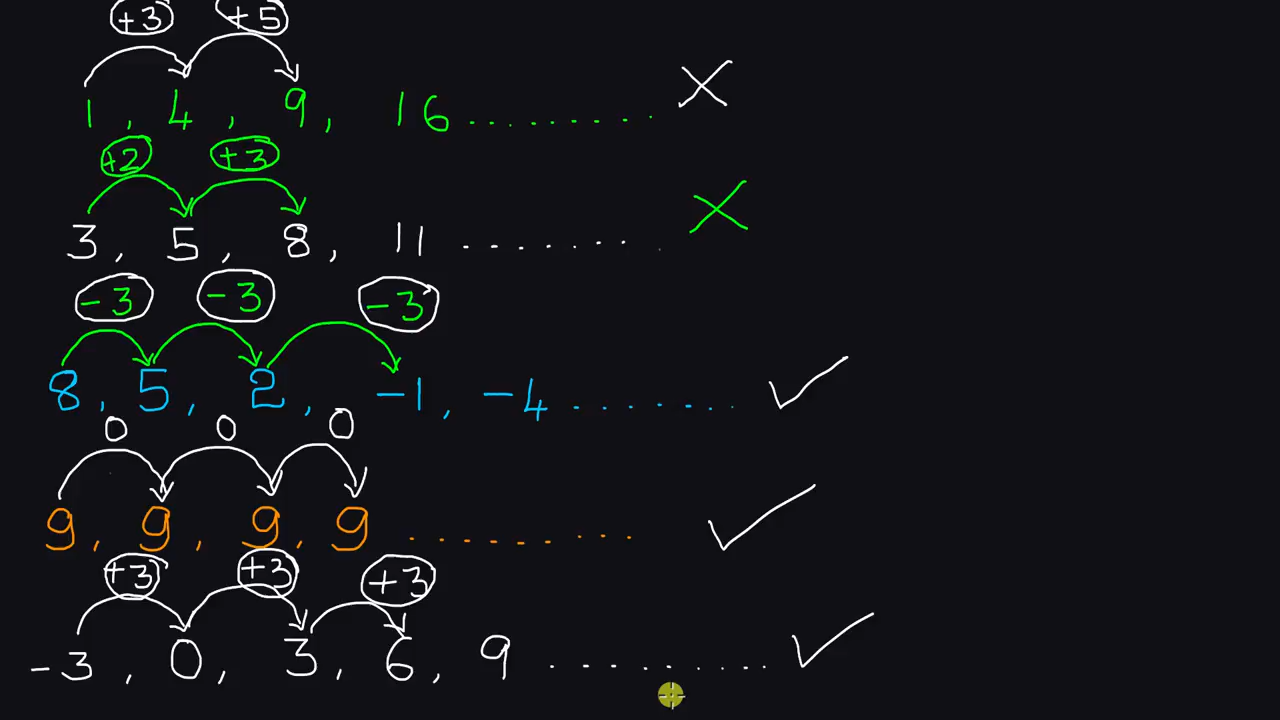 +3 +5
1, 4, 9, 16 .........
+2 +3
3, 5, 8, 11 ........
-3 -3 -3
8, 5, 2, -1, -4 .......
0 0 0
9, 9, 9, 9 .........
+3 +3 +3
-3, 0, 3, 6, 9 .........